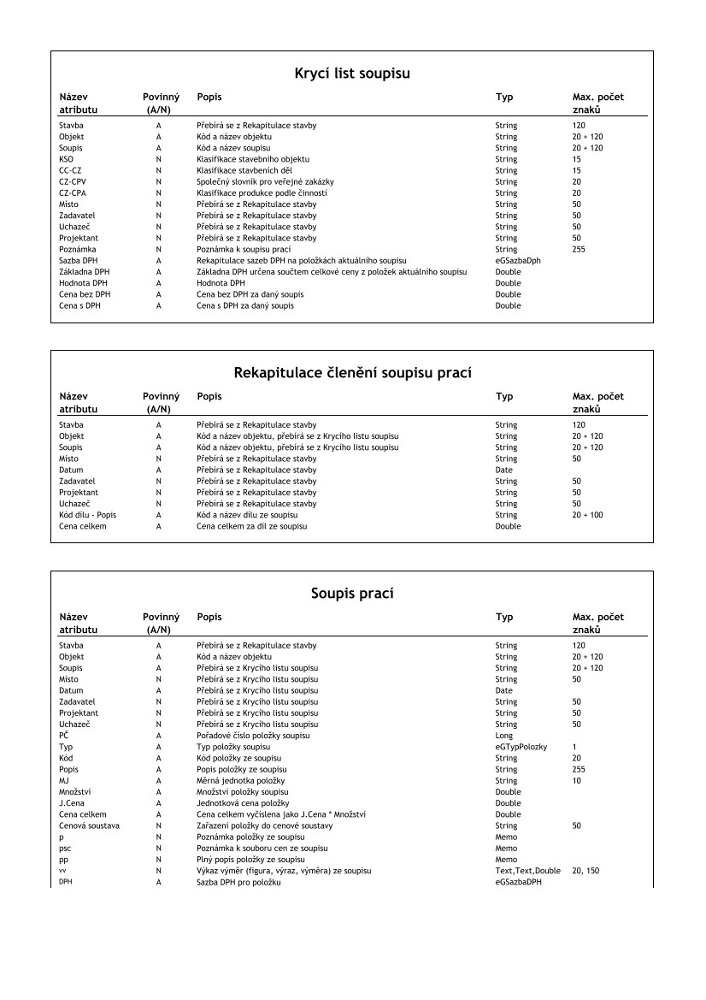 Krycí list soupisu
Název atributu Povinný (A/N) Popis Typ Max. počet znaků
Stavba A Přebírá se z Rekapitulace stavby String 120
Objekt A Kód a název objektu String 20 + 120
Soupis A Kód a název soupisu String 20 + 120
KSO N Klasifikace stavebního objektu String 15
CC-CZ N Klasifikace stavbeních děl String 15
CZ-CPV N Společný slovník pro veřejné zakázky String 20
CZ-CPA N Klasifikace produkce podle činností String 20
Místo N Přebírá se z Rekapitulace stavby String 50
Zadavatel N Přebírá se z Rekapitulace stavby String 50
Uchazeč N Přebírá se z Rekapitulace stavby String 50
Projektant N Přebírá se z Rekapitulace stavby String 50
Poznámka N Poznámka k soupisu prací String 255
Sazba DPH A Rekapitulace sazeb DPH na položkách aktuálního soupisu eGSazbaDph
Základna DPH A Základna DPH určena součtem celkové ceny z položek aktuálního soupisu Double
Hodnota DPH A Hodnota DPH Double
Cena bez DPH A Cena bez DPH za daný soupis Double
Cena s DPH A Cena s DPH za daný soupis Double
Rekapitulace členění soupisu prací
Název atributu Povinný (A/N) Popis Typ Max. počet znaků
Stavba A Přebírá se z Rekapitulace stavby String 120
Objekt A Kód a název objektu, přebírá se z Krycího listu soupisu String 20 + 120
Soupis A Kód a název objektu, přebírá se z Krycího listu soupisu String 20 + 120
Místo N Přebírá se z Rekapitulace stavby String 50
Datum A Přebírá se z Rekapitulace stavby Date
Zadavatel N Přebírá se z Rekapitulace stavby String 50
Projektant N Přebírá se z Rekapitulace stavby String 50
Uchazeč N Přebírá se z Rekapitulace stavby String 50
Kód dílu - Popis A Kód a název dílu ze soupisu String 20 + 100
Cena celkem A Cena celkem za díl ze soupisu Double
Soupis prací
Název atributu Povinný (A/N) Popis Typ Max. počet znaků
Stavba A Přebírá se z Rekapitulace stavby String 120
Objekt A Kód a název objektu String 20 + 120
Soupis A Přebírá se z Krycího listu soupisu String 20 + 120
Místo N Přebírá se z Krycího listu soupisu String 50
Datum A Přebírá se z Krycího listu soupisu Date
Zadavatel N Přebírá se z Krycího listu soupisu String 50
Projektant N Přebírá se z Krycího listu soupisu String 50
Uchazeč N Přebírá se z Krycího listu soupisu String 50
PČ A Pořadové číslo položky soupisu Long
Typ A Typ položky soupisu eGTypPolozky 1
Kód A Kód položky ze soupisu String 20
Popis A Popis položky ze soupisu String 255
MJ A Měrná jednotka položky String 10
Množství A Množství položky soupisu Double
J.Cena A Jednotková cena položky Double
Cena celkem A Cena celkem vyčíslena jako J.Cena * Množství Double
Cenová soustava N Zařazení položky do cenové soustavy String 50
p N Poznámka položky ze soupisu Memo
psc N Poznámka k souboru cen ze soupisu Memo
pp N Plný popis položky ze soupisu Memo
vv N Výkaz výměr (figura, výraz, výměra) ze soupisu Text,Text,Double 20, 150
DPH A Sazba DPH pro položku eGSazbaDPH